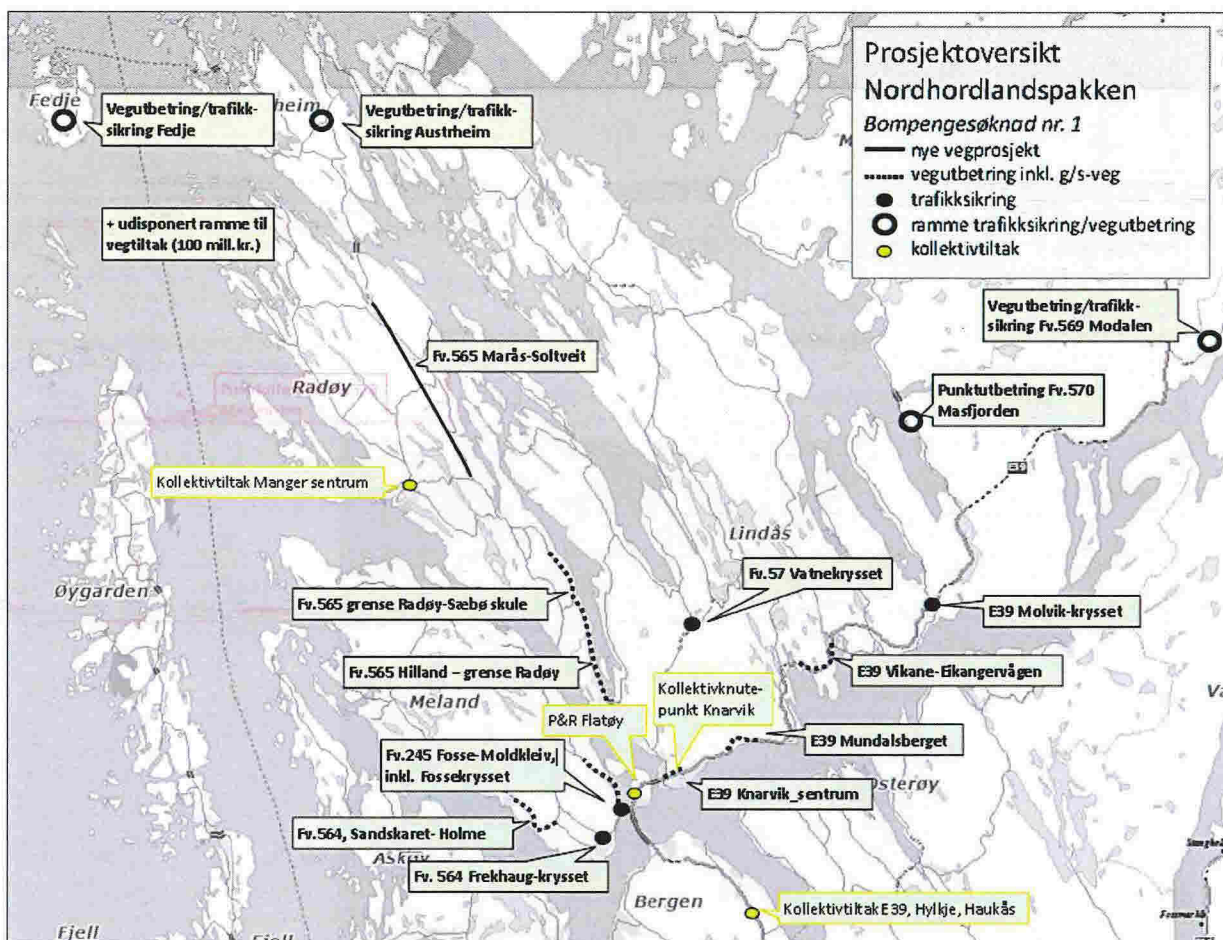 Prosjektoversikt
Nordhordlandspakken
Bompengesøknad nr. 1
nye vegprosjekt
vegutbetring inkl. g/s-veg
trafikksikring
ramme trafikksikring/vegutbetring
kollektivtiltak
Fedje
Vegutbetring/trafikk-
sikring Fedje
heim
Vegutbetring/trafikk-
sikring Austrheim
+ udisponert ramme til
vegtiltak (100 mill.kr.)
Vegutbetring/trafikk-
sikring Fv.569 Modalen
Fv.565 Marås-Soltveit
Radøy
Punktutbetring Fv.570
Masfjorden
E39
Kollektivtiltak Manger sentrum
Lindås
Fv.57 Vatnekrysset
Øygarden
Fv.565 grense Radøy-Sæbø skule
E39 Molvik-krysset
Fv.565 Hilland – grense Radøy
E39 Vikane-Eikangervågen
Meland
Kollektivknute-
punkt Knarvik
P&R Flatøy
E39 Mundalsberget
Fv.245 Fosse-Moldkleiv,
inkl. Fossekrysset
E39 Knarvik_sentrum
osterøy
Fv.564, Sandskaret- Holme
Askøy
Fv. 564 Frekhaug-krysset
Bergen
Kollektivtiltak E39, Hylkje, Haukås
Fjell
Fjell